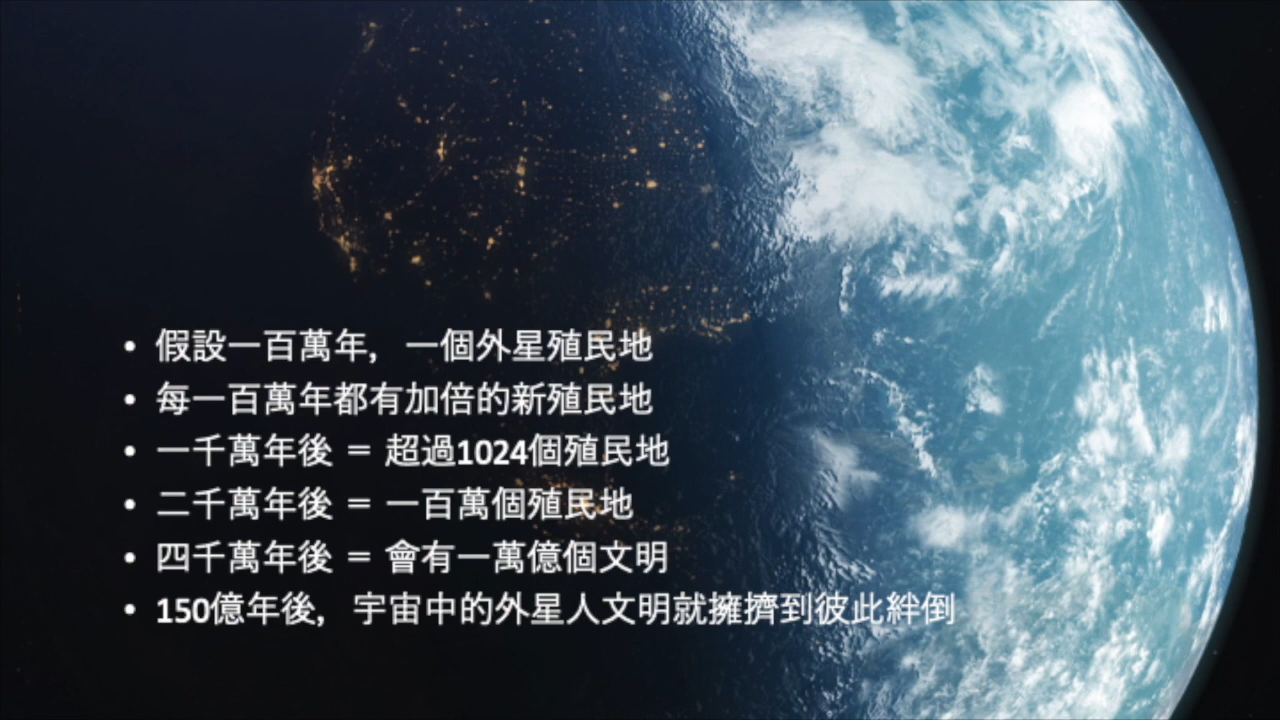 • 假設一百萬年, 一個外星殖民地
• 每一百萬年都有加倍的新殖民地
• 一千萬年後 = 超過1024個殖民地
• 二千萬年後 = 一百萬個殖民地
• 四千萬年後 = 會有一萬億個文明
• 150億年後, 宇宙中的外星人文明就擁擠到彼此絆倒